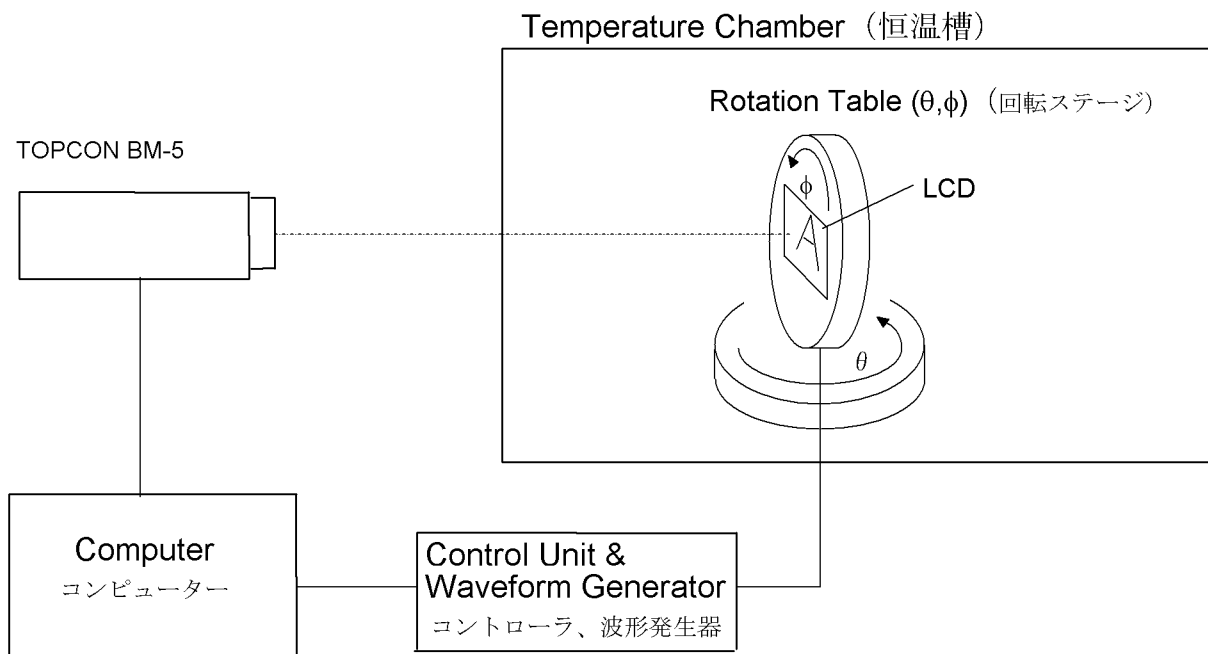 Temperature Chamber（恒温槽）
Rotation Table (θ,ϕ)（回転ステージ）
TOPCON BM-5
ϕ
LCD
A
θ
Computer
コンピューター
Control Unit &
Waveform Generator
コントローラ、波形発生器